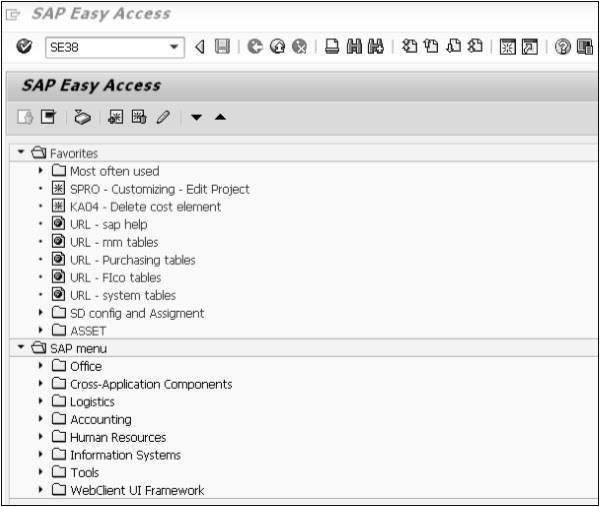 SAP Easy Access
SE38
SAP Easy Access
Favorites
Most often used
SPRO - Customizing - Edit Project
KA04 - Delete cost element
URL - sap help
URL - mm tables
URL - Purchasing tables
URL - FIco tables
URL - system tables
SD config and Assigment
ASSET
SAP menu
Office
Cross-Application Components
Logistics
Accounting
Human Resources
Information Systems
Tools
WebClient UI Framework